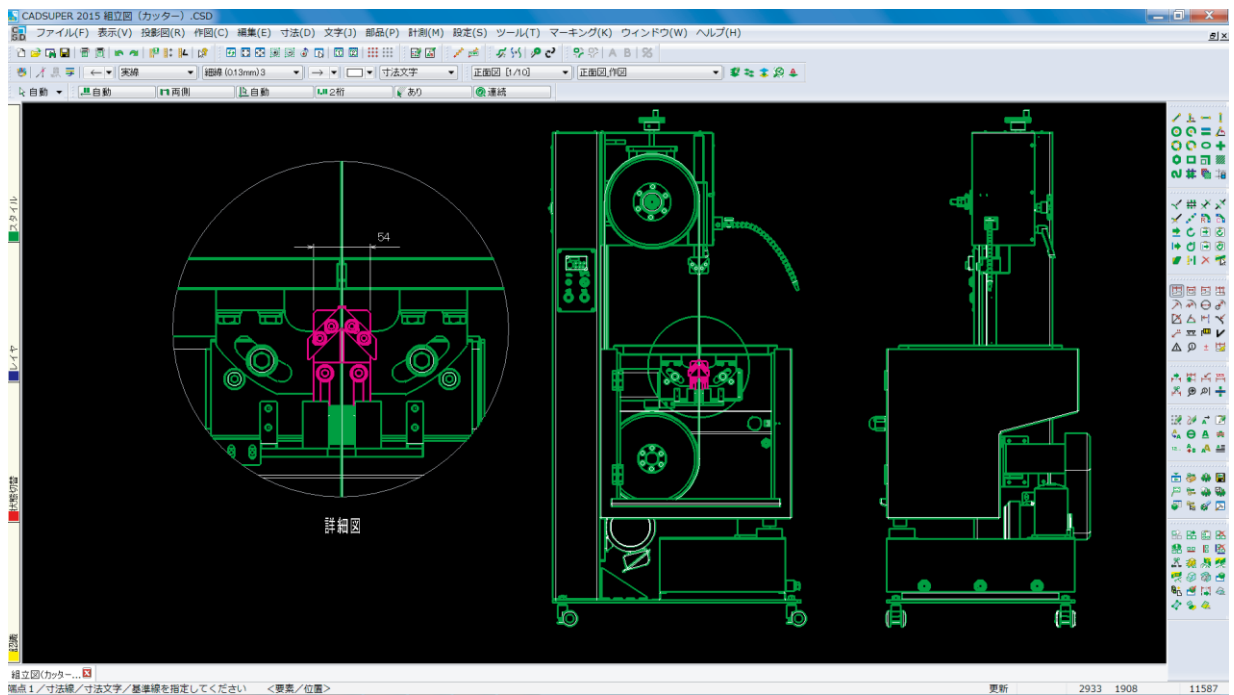 CADSUPER 2015 組立図（カッター）.CSD
ファイル(F) 表示(V) 投影図(R) 作図(C) 編集(E) 寸法(D) 文字(J) 部品(P) 計測(M) 設定(S) ツール(T) マーキング(K) ウィンドウ(W) ヘルプ(H)
実線 細線 (0.13mm) 3 寸法文字 正面図 [1/10] 正面図_作図
自動 自動 両側 自動 2桁 あり 連続
スタイル
レイヤ
状態切替
54
詳細図
組立図(カッター...
端点１／寸法線／寸法文字／基準線を指定してください ＜要素／位置＞ 更新 2933 1908 11587